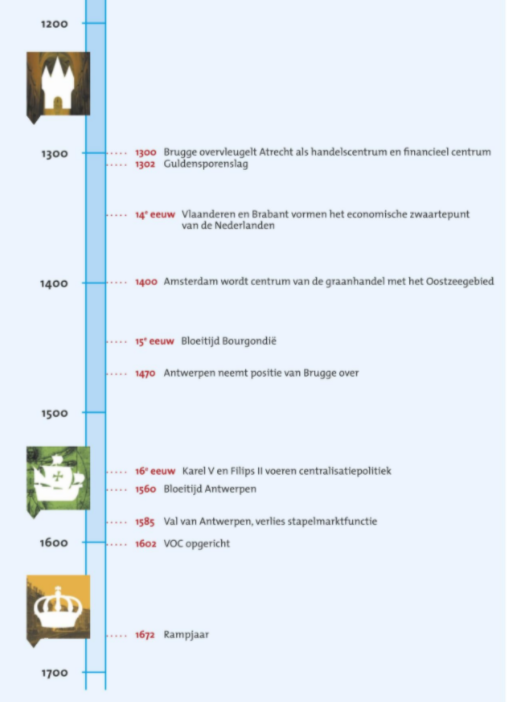 1200
1300
1300 Brugge overvleugelt Atrecht als handelscentrum en financieel centrum
1302 Guldensporenslag
14e eeuw Vlaanderen en Brabant vormen het economische zwaartepunt
van de Nederlanden
1400
1400 Amsterdam wordt centrum van de graanhandel met het Oostzeegebied
15e eeuw Bloeitijd Bourgondië
1470 Antwerpen neemt positie van Brugge over
1500
16e eeuw Karel V en Filips II voeren centralisatiepolitiek
1560 Bloeitijd Antwerpen
1585 Val van Antwerpen, verlies stapelmarktfunctie
1600
1602 VOC opgericht
1672 Rampjaar
1700